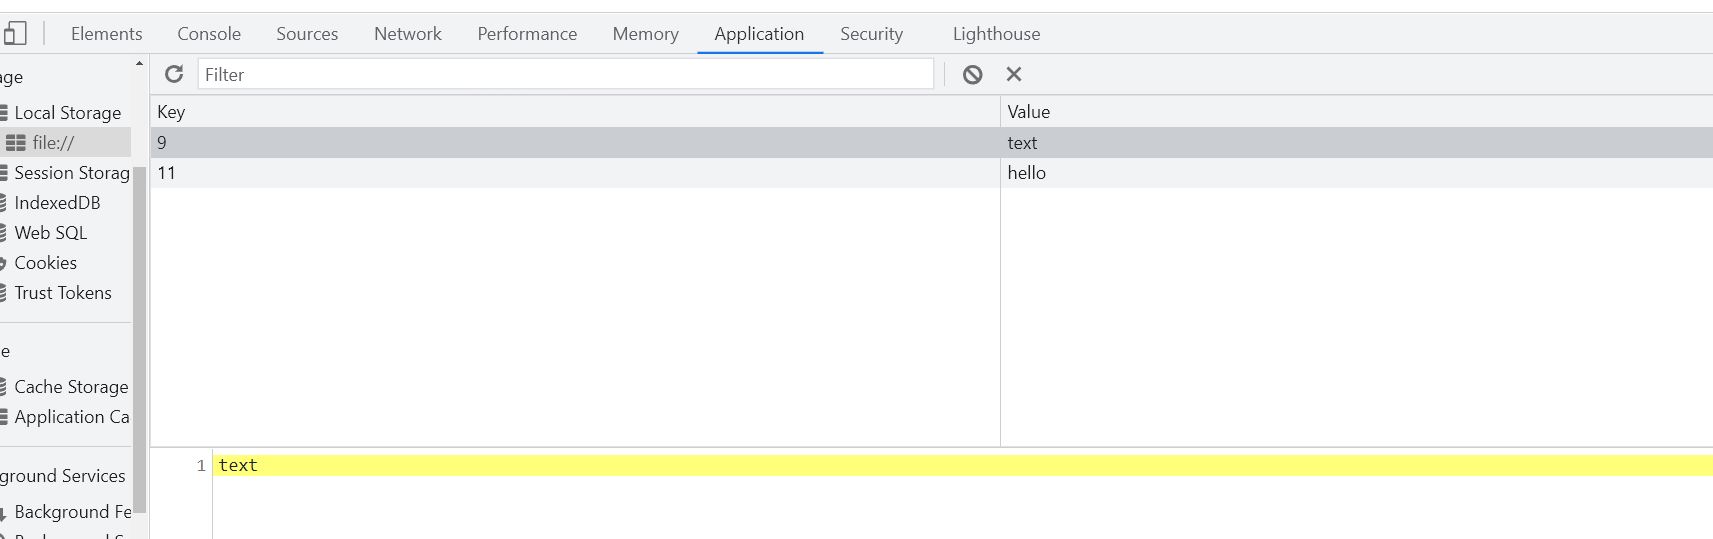 Elements Console Sources Network Performance Memory Application Security Lighthouse
age
Filter
Local Storage
file://
Session Storag
IndexedDB
Web SQL
Cookies
Trust Tokens
e
Cache Storage
Application Ca
ground Services
Background Fe
Key Value
9 text
11 hello
1 text